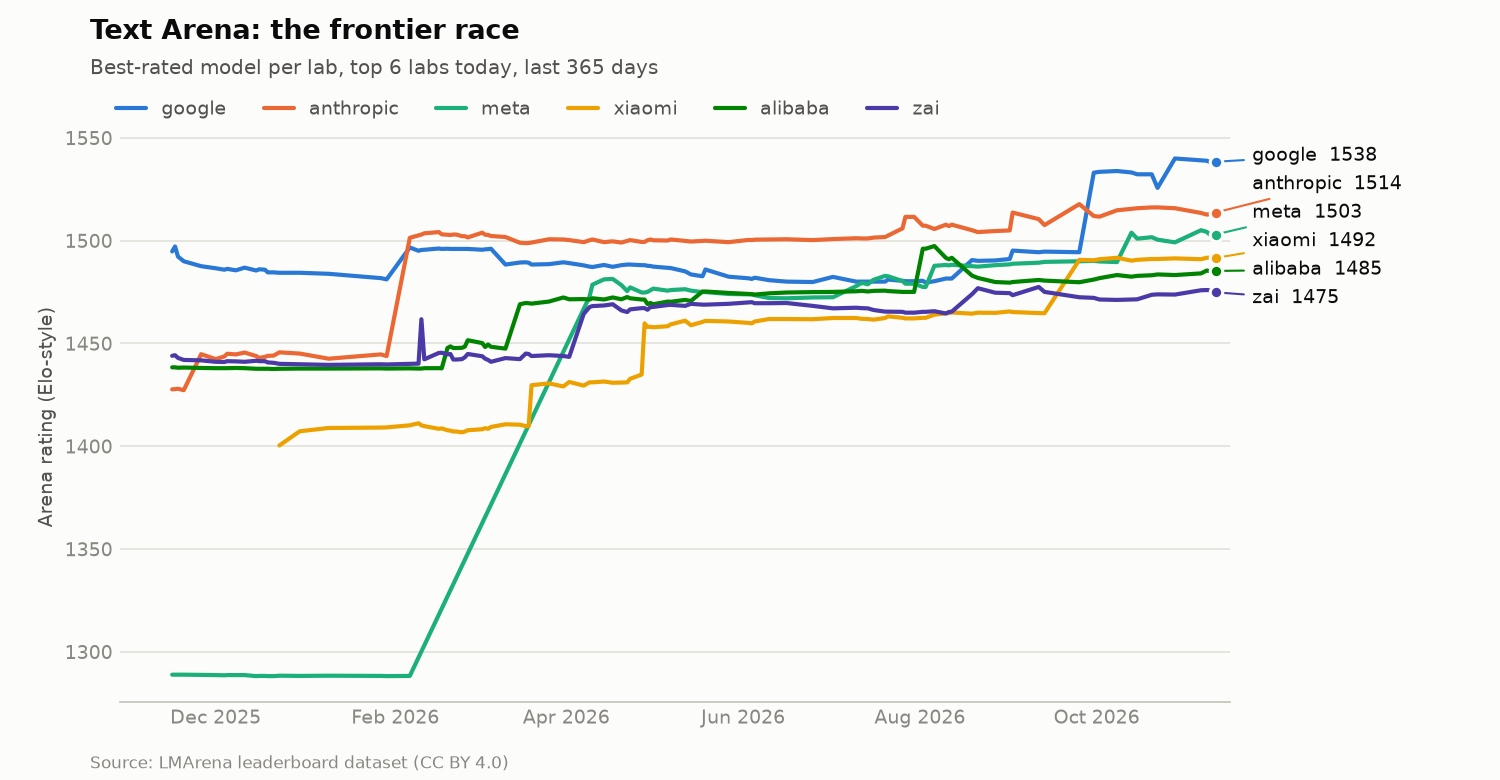 Text Arena: the frontier race
Best-rated model per lab, top 6 labs today, last 365 days
google anthropic meta xiaomi alibaba zai
1550
1500
1450
1400
1350
1300
Arena rating (Elo-style)
google 1538
anthropic 1514
meta 1503
xiaomi 1492
alibaba 1485
zai 1475
Dec 2025 Feb 2026 Apr 2026 Jun 2026 Aug 2026 Oct 2026
Source: LMArena leaderboard dataset (CC BY 4.0)